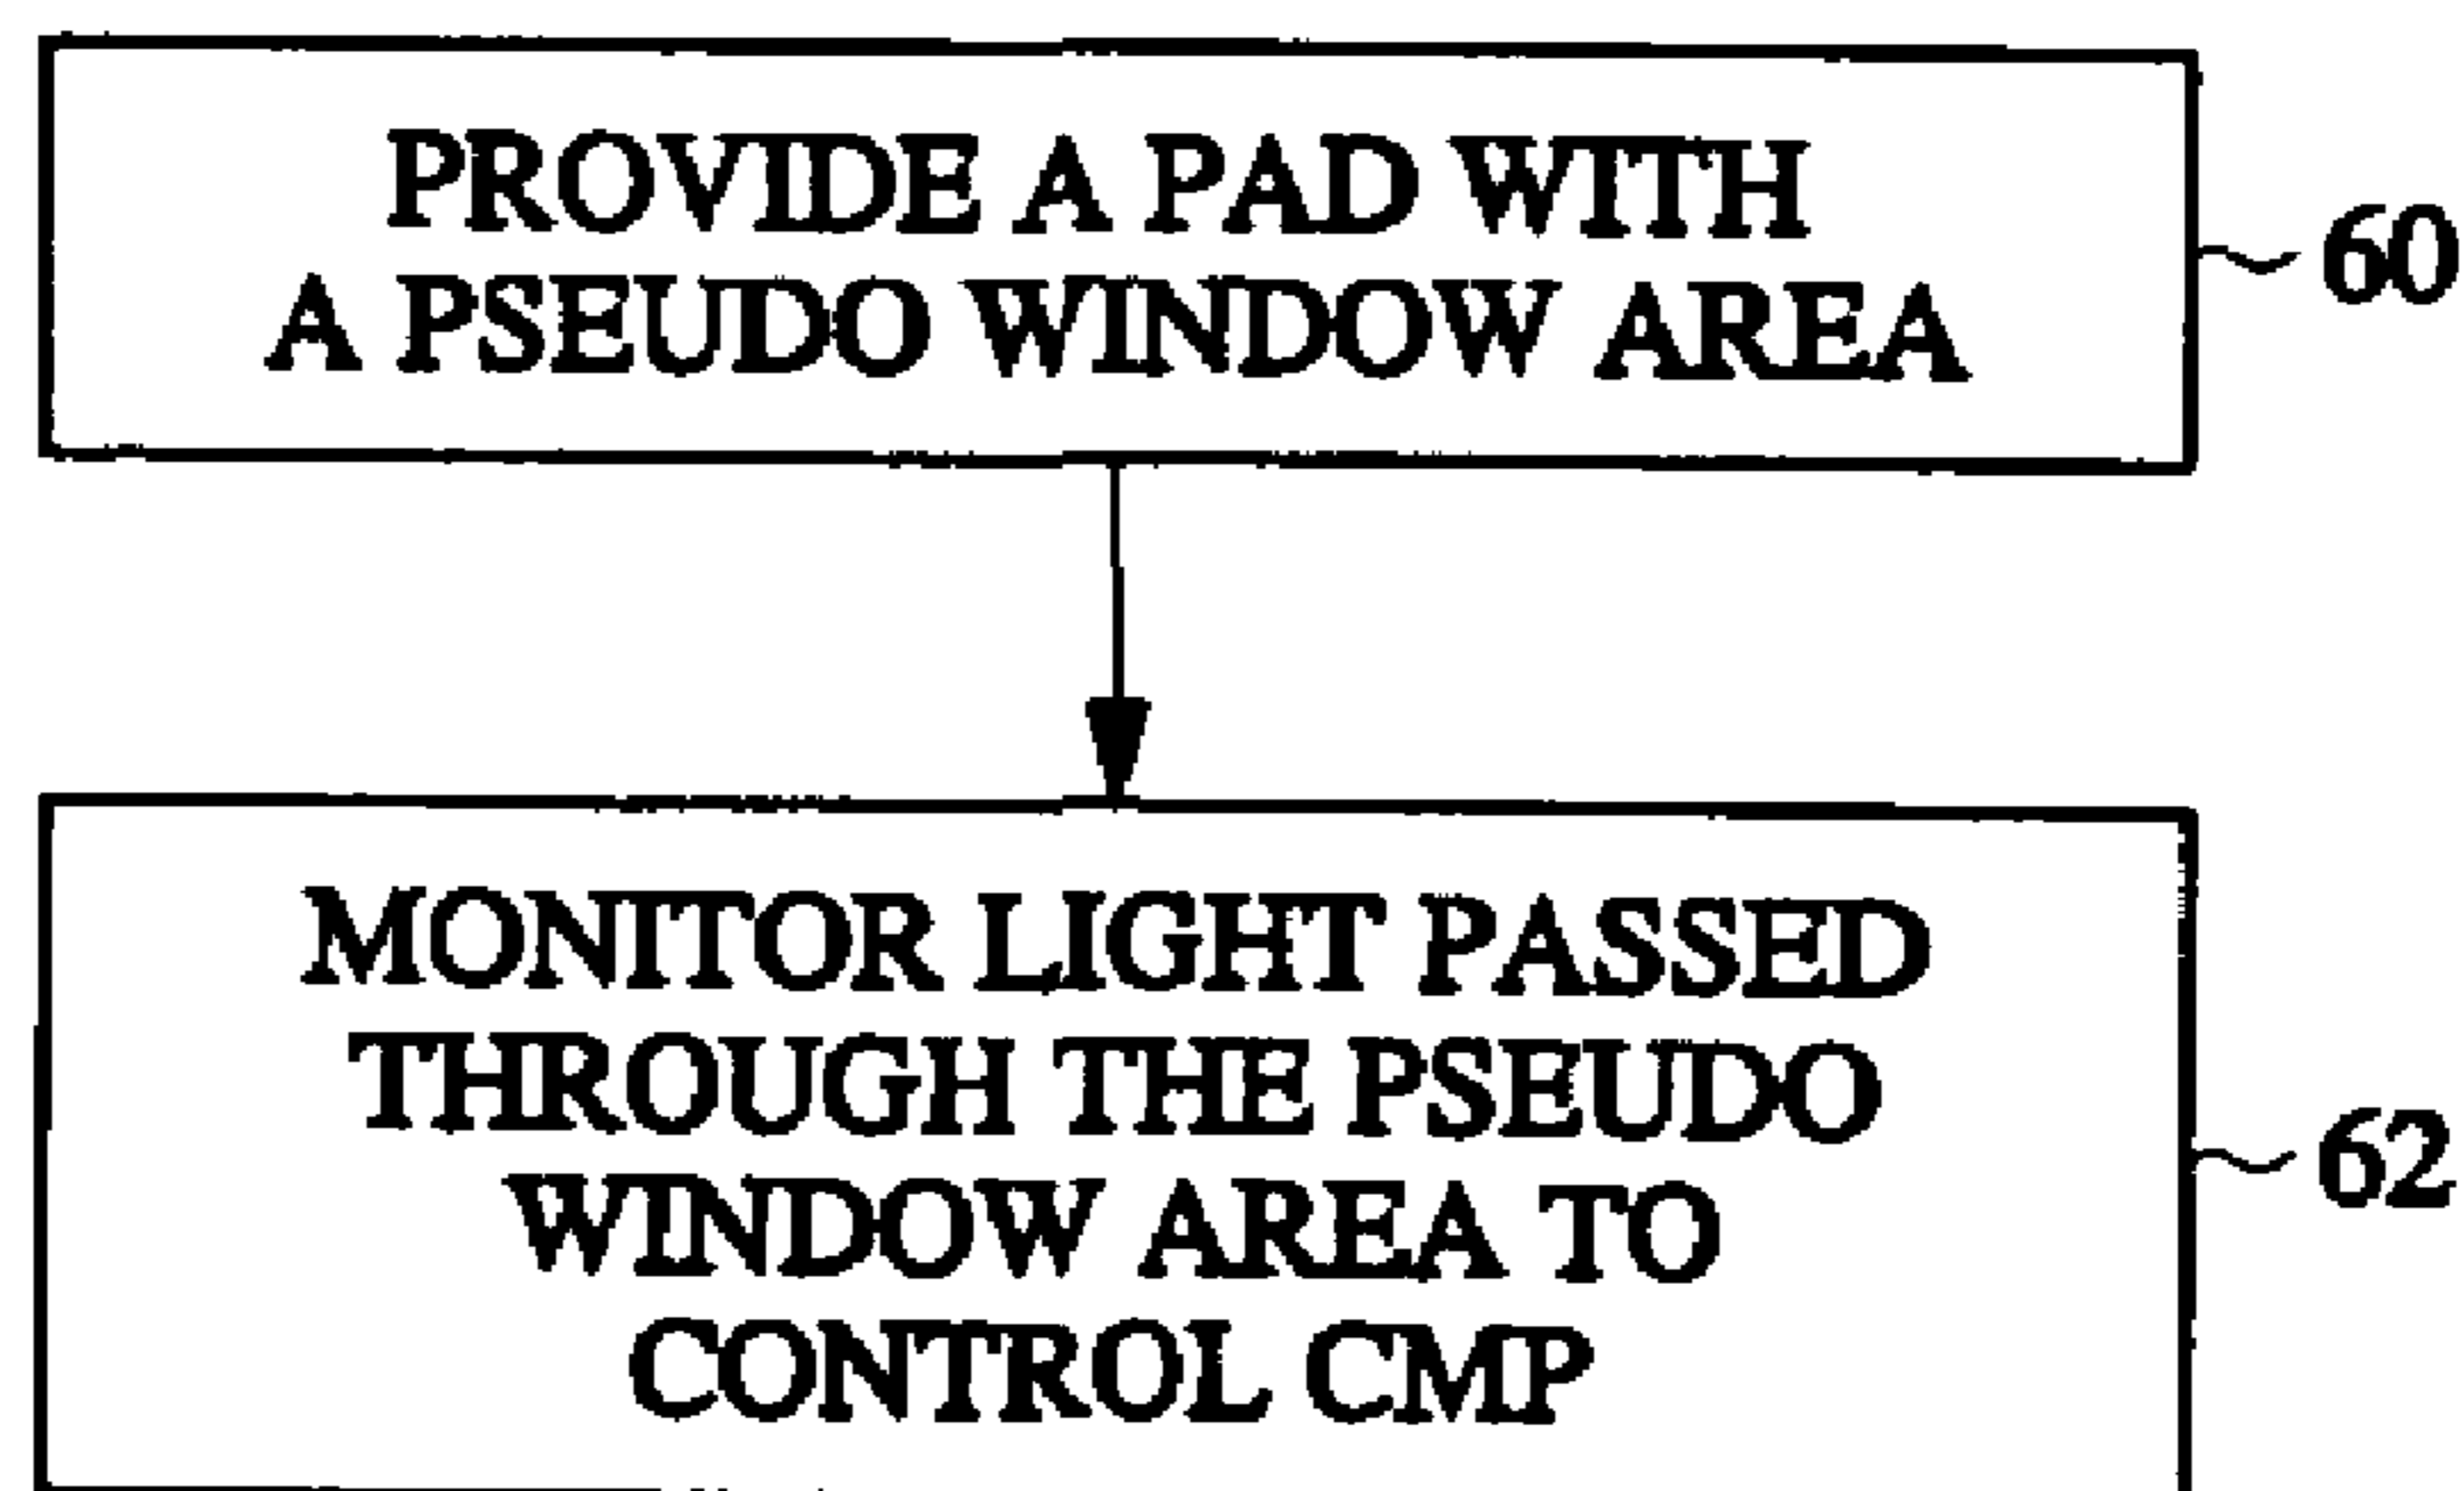 PROVIDE A PAD WITH
A PSEUDO WINDOW AREA
60
MONITOR LIGHT PASSED
THROUGH THE PSEUDO
WINDOW AREA TO
CONTROL CMP
62